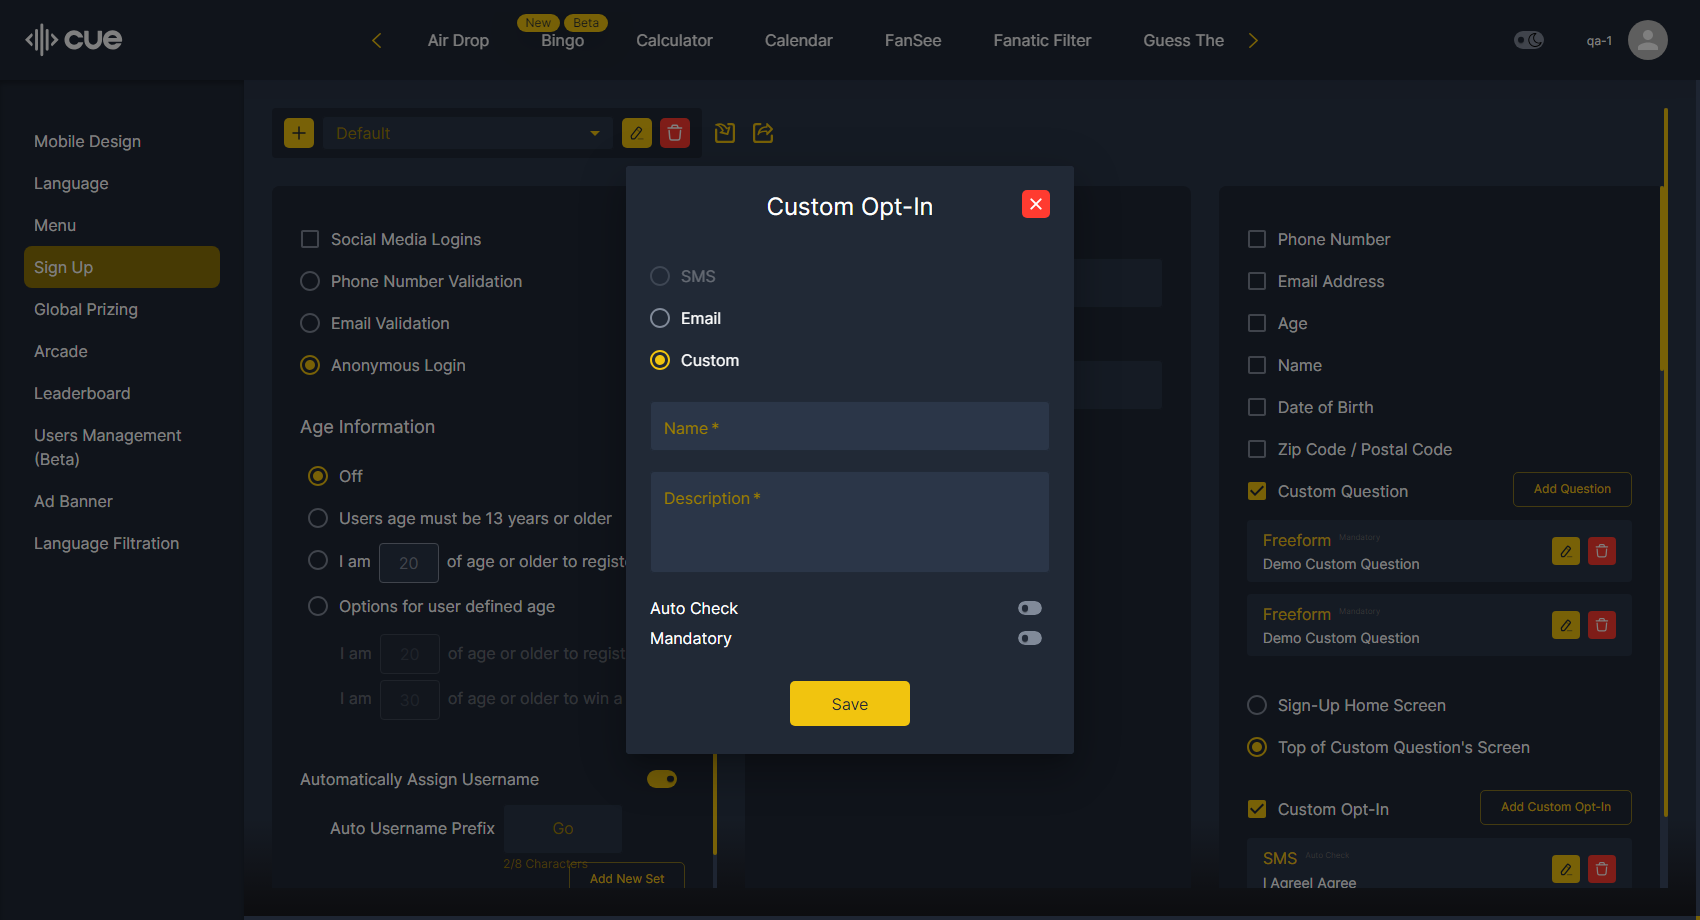 cue
Air Drop
New
Beta
Bingo
Calculator
Calendar
FanSee
Fanatic Filter
Guess The
qa-1
Mobile Design
Language
Menu
Sign Up
Global Prizing
Arcade
Leaderboard
Users Management
(Beta)
Ad Banner
Language Filtration
Default
Social Media Logins
Phone Number Validation
Email Validation
Anonymous Login
Age Information
Off
Users age must be 13 years or older
I am 20 of age or older to regist
Options for user defined age
I am 20 of age or older to regist
I am 30 of age or older to win a
Automatically Assign Username
Auto Username Prefix Go
2/8 Characters
Add New Set
Custom Opt-In
SMS
Email
Custom
Name *
Description *
Auto Check
Mandatory
Save
Phone Number
Email Address
Age
Name
Date of Birth
Zip Code / Postal Code
Custom Question
Add Question
Freeform Mandatory
Demo Custom Question
Freeform Mandatory
Demo Custom Question
Sign-Up Home Screen
Top of Custom Question's Screen
Custom Opt-In
Add Custom Opt-In
SMS Auto Check
I AgreeI Agree